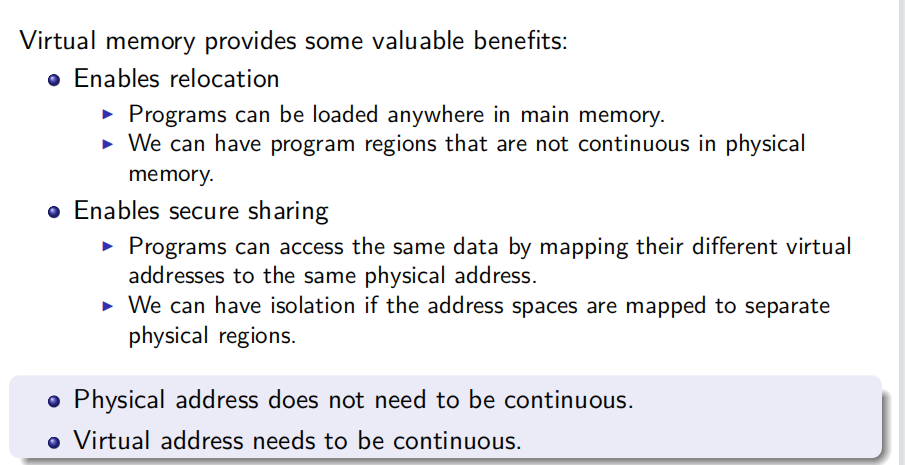 Virtual memory provides some valuable benefits:
Enables relocation
Programs can be loaded anywhere in main memory.
We can have program regions that are not continuous in physical
memory.
Enables secure sharing
Programs can access the same data by mapping their different virtual
addresses to the same physical address.
We can have isolation if the address spaces are mapped to separate
physical regions.
Physical address does not need to be continuous.
Virtual address needs to be continuous.